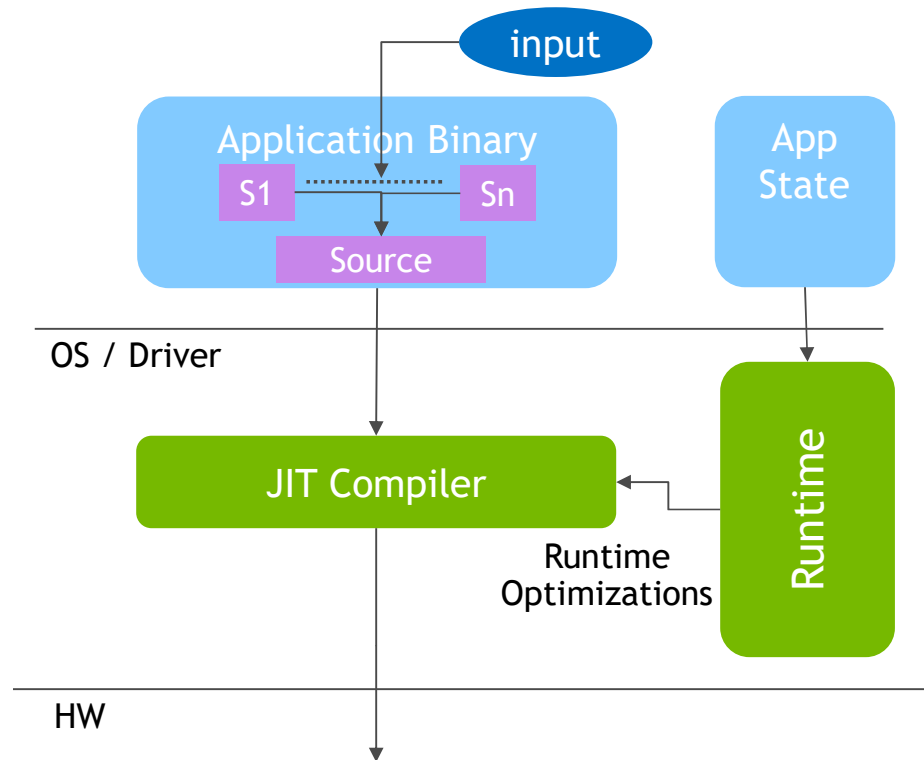 input
Application Binary
App
State
S1
Sn
Source
OS / Driver
JIT Compiler
Runtime
Runtime
Optimizations
HW